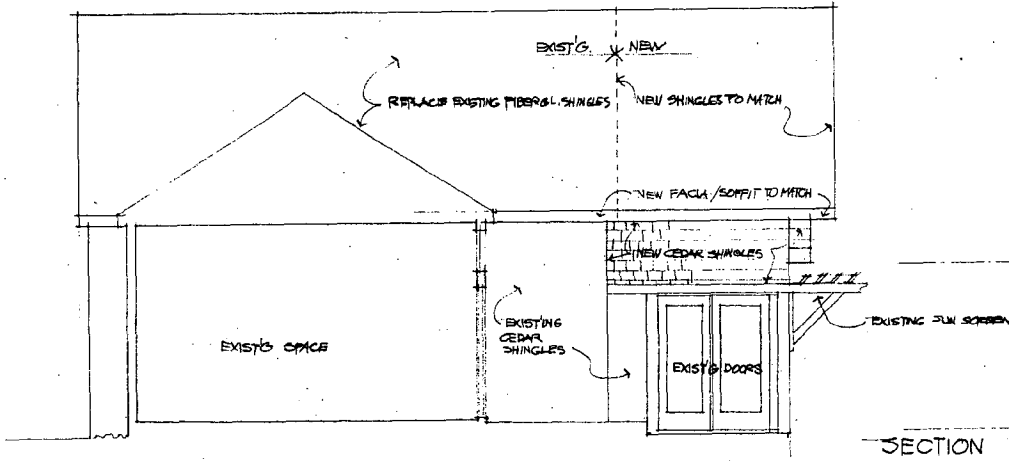 EXIST'G. NEW
REPLACE EXISTING FIBERGL. SHINGLES
NEW SHINGLES TO MATCH
NEW FACIA/SOFFIT TO MATCH
NEW CEDAR SHINGLES
EXISTING
CEDAR
SHINGLES
EXISTING SUN SCREEN
EXIST'G SPACE
EXIST'G DOORS
SECTION